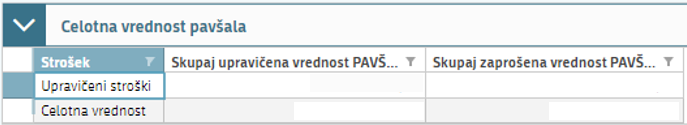 Celotna vrednost pavšala
Strošek Skupaj upravičena vrednost PAVŠ... Skupaj zaprošena vrednost PAVŠ...
Upravičeni stroški
Celotna vrednost